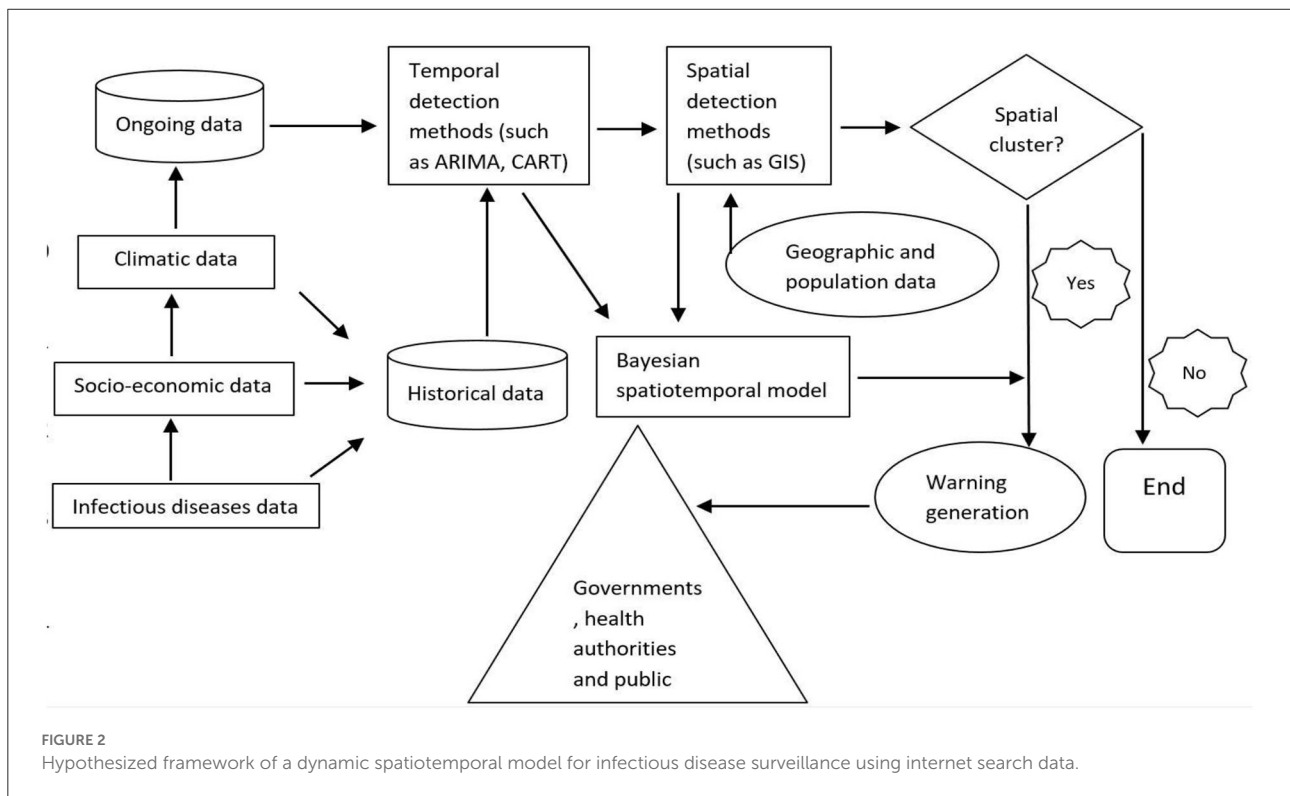 Ongoing data
Temporal
detection
methods (such
as ARIMA, CART)
Spatial
detection
methods
(such as GIS)
Spatial
cluster?
Climatic data
Geographic and
population data
Yes
Socio-economic data
Historical data
Bayesian
spatiotemporal model
No
Infectious diseases data
Warning
generation
End
Governments
, health
authorities
and public
FIGURE 2
Hypothesized framework of a dynamic spatiotemporal model for infectious disease surveillance using internet search data.